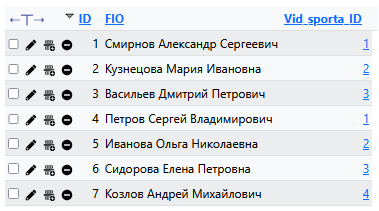 ←T→ ID FIO Vid_sporta_ID
1 Смирнов Александр Сергеевич 1
2 Кузнецова Мария Ивановна 2
3 Васильев Дмитрий Петрович 3
4 Петров Сергей Владимирович 1
5 Иванова Ольга Николаевна 2
6 Сидорова Елена Петровна 3
7 Козлов Андрей Михайлович 4